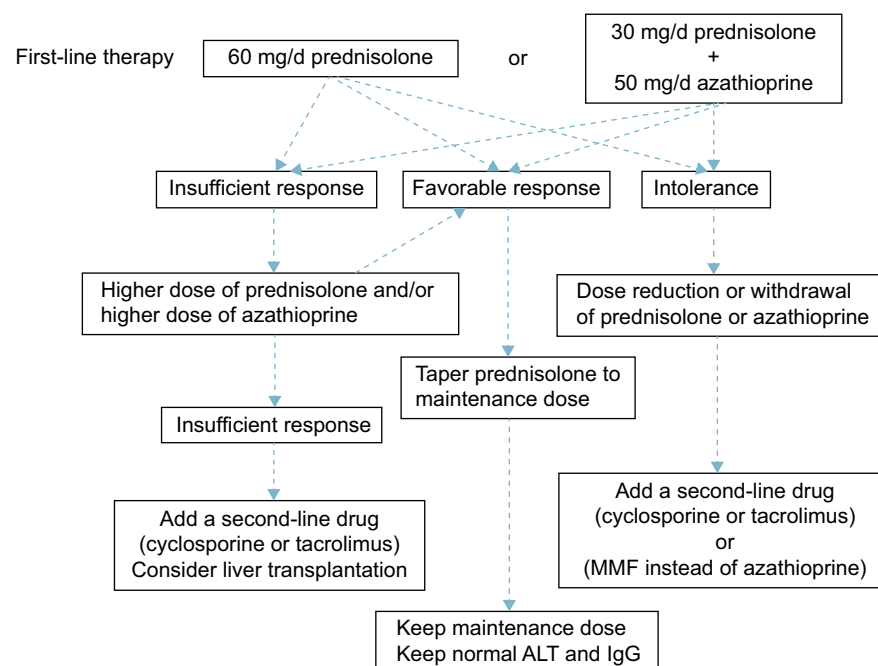 First-line therapy
60 mg/d prednisolone
or
30 mg/d prednisolone
+
50 mg/d azathioprine
Insufficient response
Favorable response
Intolerance
Higher dose of prednisolone and/or
higher dose of azathioprine
Dose reduction or withdrawal
of prednisolone or azathioprine
Taper prednisolone to
maintenance dose
Insufficient response
Add a second-line drug
(cyclosporine or tacrolimus)
Consider liver transplantation
Add a second-line drug
(cyclosporine or tacrolimus)
or
(MMF instead of azathioprine)
Keep maintenance dose
Keep normal ALT and IgG